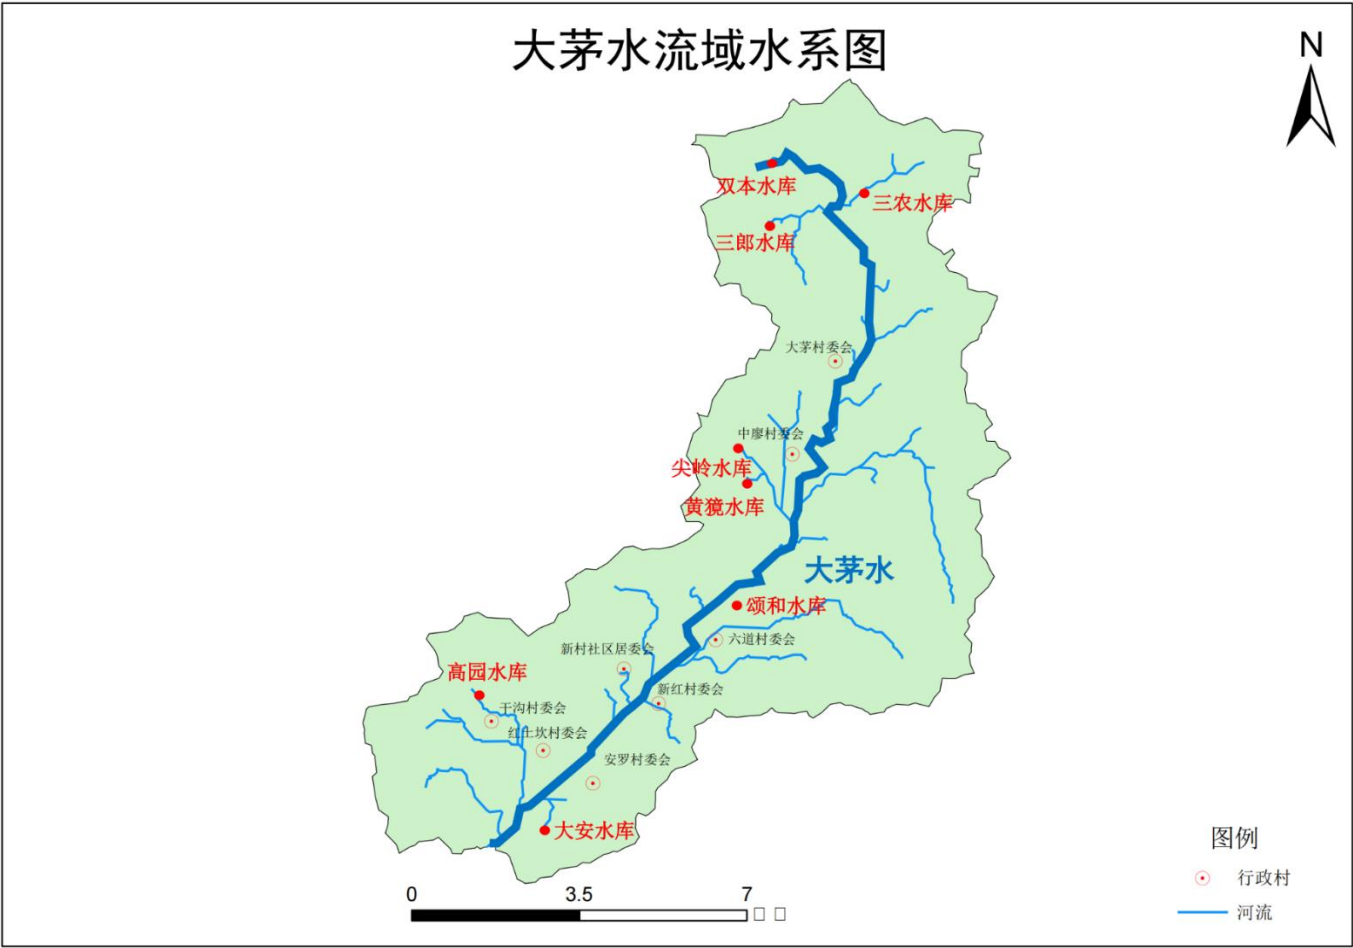 大茅水流域水系图
N
双本水库
三农水库
三郎水库
大茅村委会
中廖村委会
尖岭水库
黄猄水库
大茅水
颂和水库
六道村委会
新村社区居委会
高园水库
新红村委会
干沟村委会
红土坎村委会
安罗村委会
大安水库
图例
行政村
河流
0 3.5 7